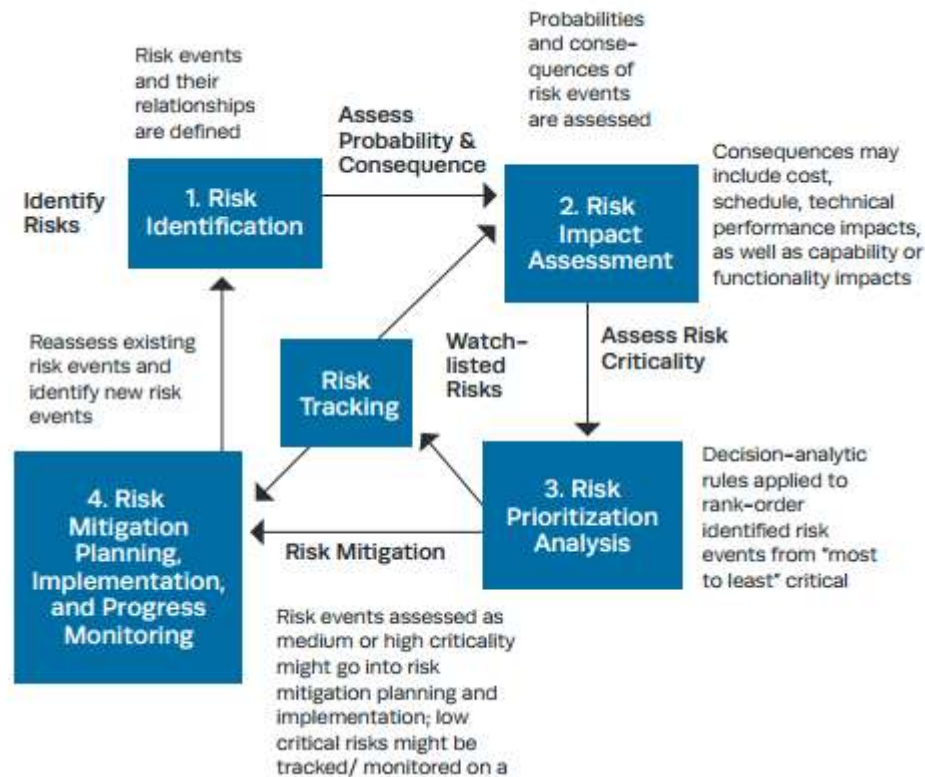 Risk events
and their
relationships
are defined
Assess
Probability &
Consequence
Probabilities
and conse-
quences of
risk events
are assessed
Identify
Risks
1. Risk
Identification
2. Risk
Impact
Assessment
Consequences may
include cost,
schedule, technical
performance impacts,
as well as capability or
functionality impacts
Reassess existing
risk events and
identify new risk
events
Risk
Tracking
Watch-
listed
Risks
Assess Risk
Criticality
4. Risk
Mitigation
Planning,
Implementation,
and Progress
Monitoring
Risk Mitigation
3. Risk
Prioritization
Analysis
Decision-analytic
rules applied to
rank-order
identified risk
events from "most
to least" critical
Risk events assessed as
medium or high criticality
might go into risk
mitigation planning and
implementation; low
critical risks might be
tracked/ monitored on a